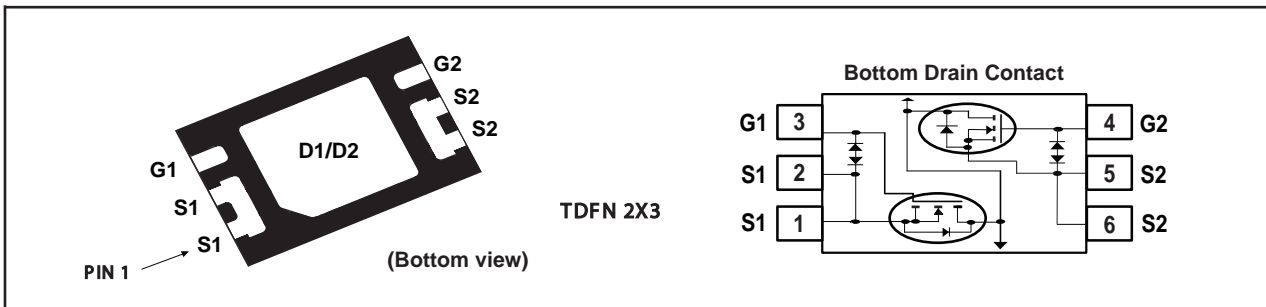 G2
S2
S2
D1/D2
G1
S1
S1
PIN 1
(Bottom view)
TDFN 2X3
Bottom Drain Contact
G1 3 4 G2
S1 2 5 S2
S1 1 6 S2